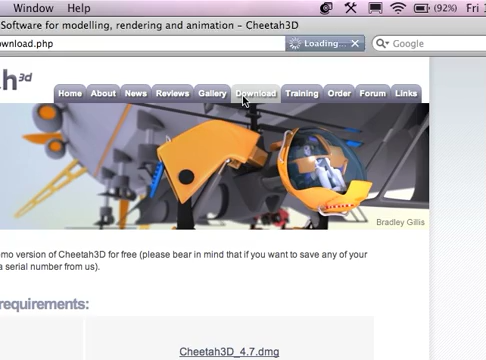 Window Help (92%) Fri
Software for modelling, rendering and animation – Cheetah3D
ownload.php Loading... Google
ah3d
Home About News Reviews Gallery Download Training Order Forum Links
Bradley Gillis
mo version of Cheetah3D for free (please bear in mind that if you want to save any of your
a serial number from us).
requirements:
Cheetah3D_4.7.dmg